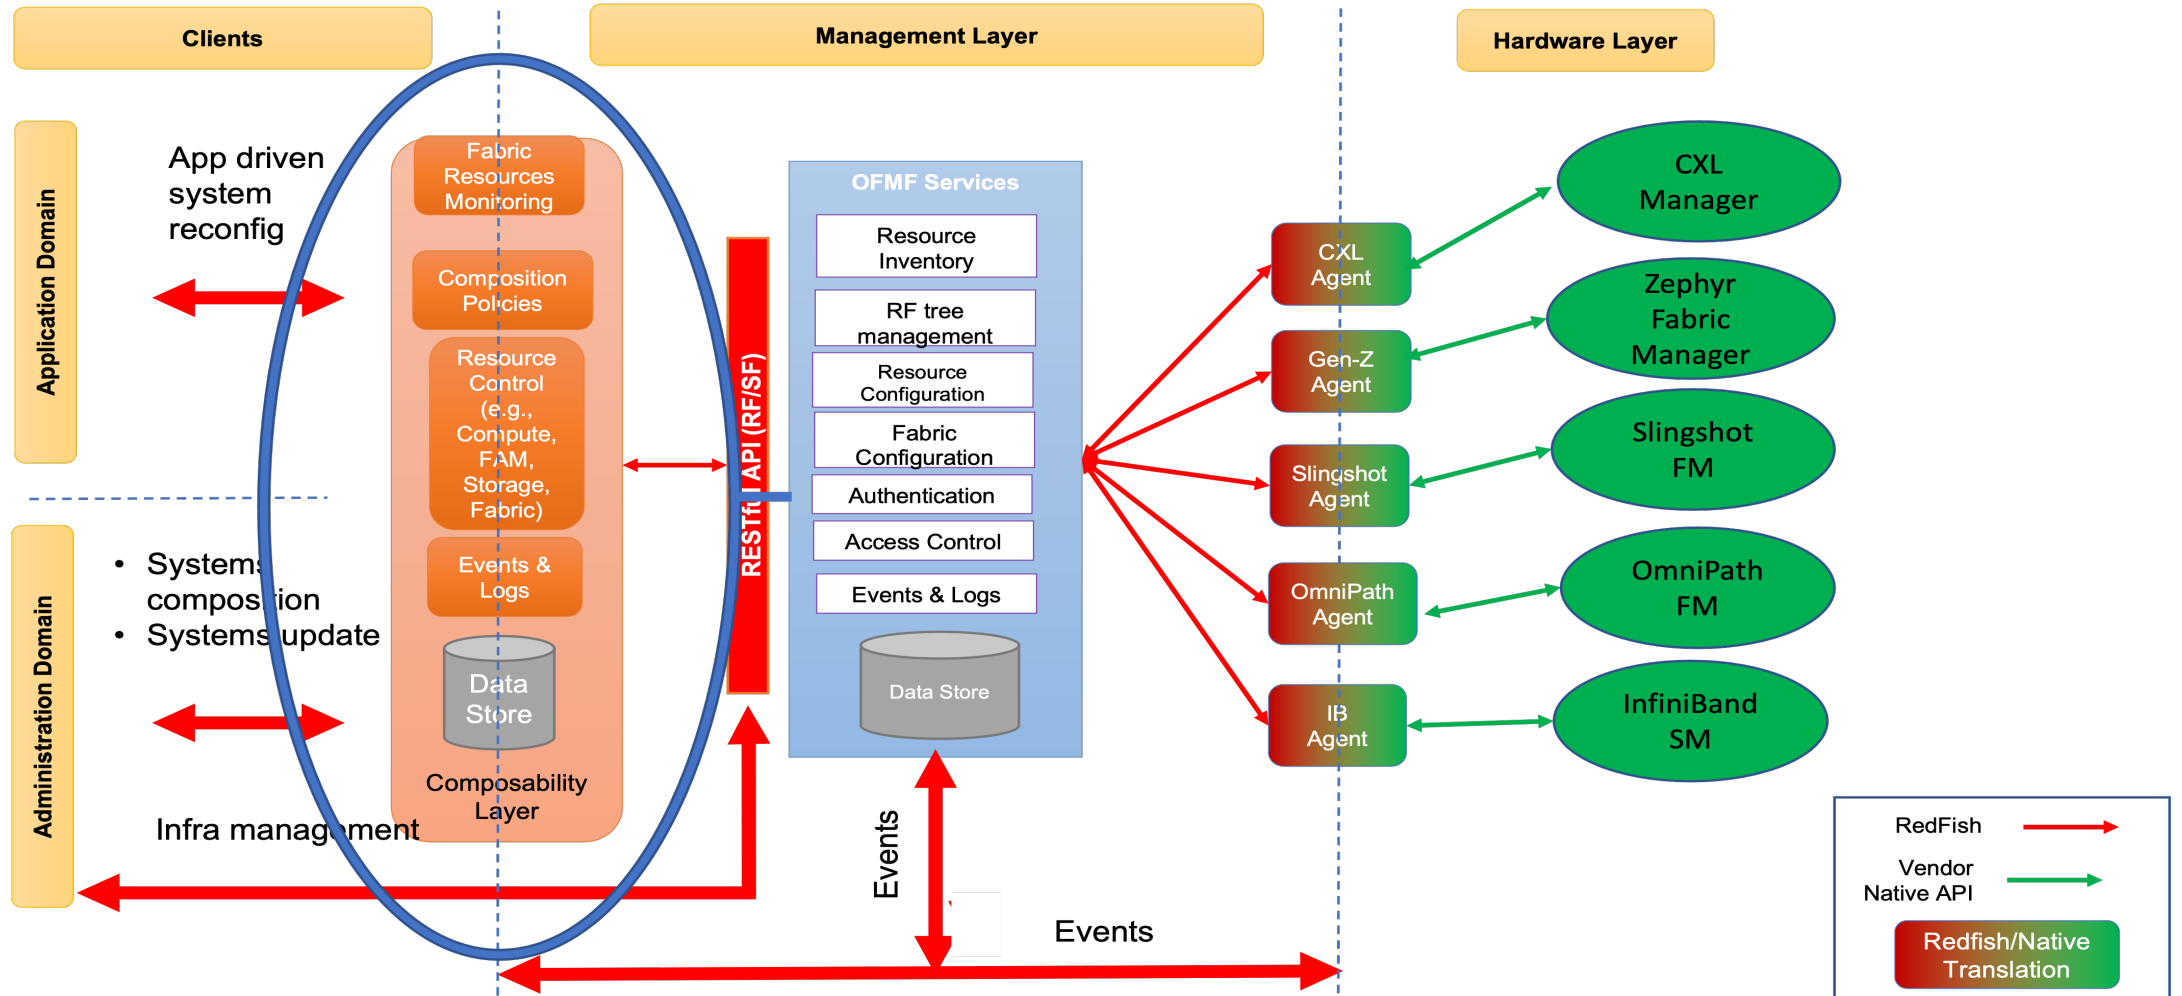 Clients
Management Layer
Hardware Layer
Application Domain
Administration Domain
App driven
system
reconfig
• Systems
composition
• Systems update
Infra management
Fabric
Resources
Monitoring
Composition
Policies
Resource
Control
(e.g.,
Compute,
FAM,
Storage,
Fabric)
Events &
Logs
Data
Store
Composability
Layer
RESTful API (RF/SF)
OFMF Services
Resource
Inventory
RF tree
management
Resource
Configuration
Fabric
Configuration
Authentication
Access Control
Events & Logs
Data Store
Events
Events
CXL
Agent
Gen-Z
Agent
Slingshot
Agent
OmniPath
Agent
IB
Agent
CXL
Manager
Zephyr
Fabric
Manager
Slingshot
FM
OmniPath
FM
InfiniBand
SM
RedFish
Vendor
Native API
Redfish/Native
Translation